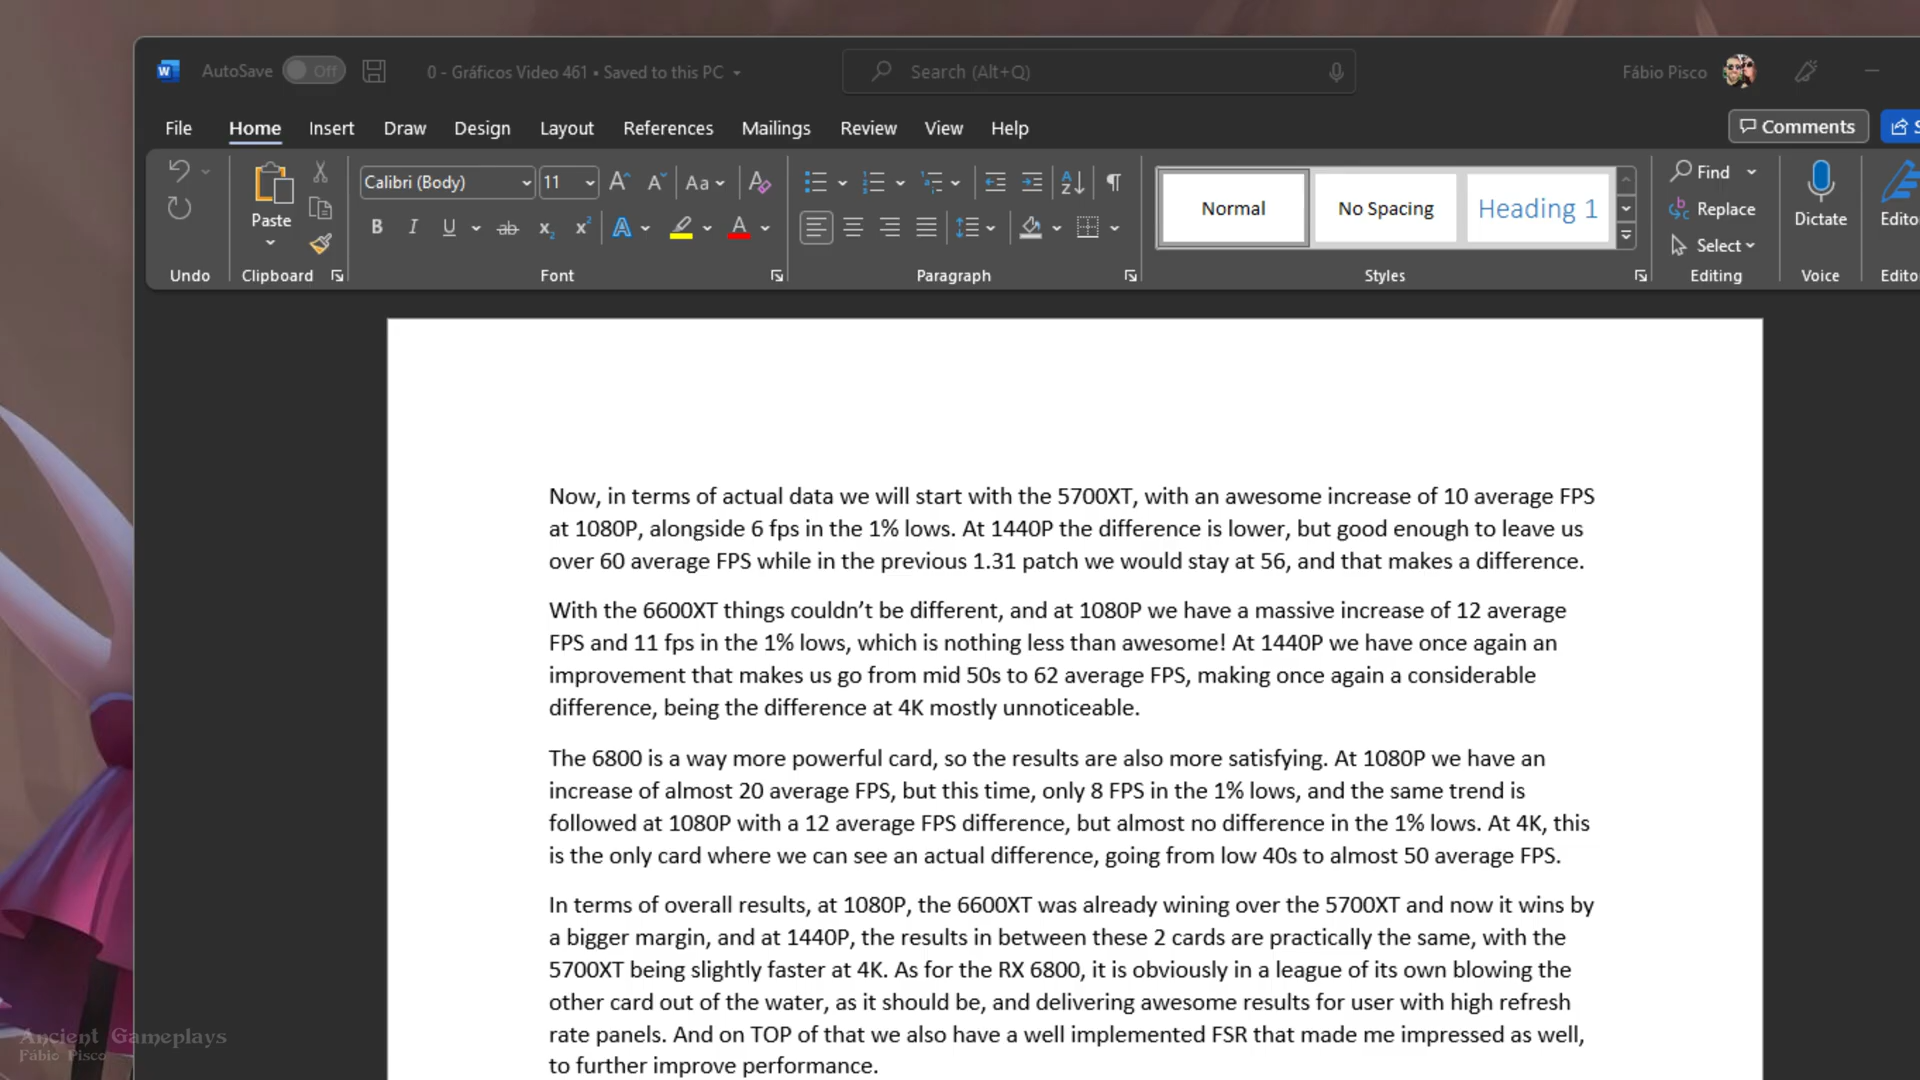 AutoSave Off 0 - Gráficos Video 461 • Saved to this PC Search (Alt+Q) Fábio Pisco
File Home Insert Draw Design Layout References Mailings Review View Help Comments
Paste Calibri (Body) 11 Aa Normal No Spacing Heading 1 Find Replace Select Dictate
Undo Clipboard Font Paragraph Styles Editing Voice
Now, in terms of actual data we will start with the 5700XT, with an awesome increase of 10 average FPS
at 1080P, alongside 6 fps in the 1% lows. At 1440P the difference is lower, but good enough to leave us
over 60 average FPS while in the previous 1.31 patch we would stay at 56, and that makes a difference.
With the 6600XT things couldn’t be different, and at 1080P we have a massive increase of 12 average
FPS and 11 fps in the 1% lows, which is nothing less than awesome! At 1440P we have once again an
improvement that makes us go from mid 50s to 62 average FPS, making once again a considerable
difference, being the difference at 4K mostly unnoticeable.
The 6800 is a way more powerful card, so the results are also more satisfying. At 1080P we have an
increase of almost 20 average FPS, but this time, only 8 FPS in the 1% lows, and the same trend is
followed at 1080P with a 12 average FPS difference, but almost no difference in the 1% lows. At 4K, this
is the only card where we can see an actual difference, going from low 40s to almost 50 average FPS.
In terms of overall results, at 1080P, the 6600XT was already wining over the 5700XT and now it wins by
a bigger margin, and at 1440P, the results in between these 2 cards are practically the same, with the
5700XT being slightly faster at 4K. As for the RX 6800, it is obviously in a league of its own blowing the
other card out of the water, as it should be, and delivering awesome results for user with high refresh
rate panels. And on TOP of that we also have a well implemented FSR that made me impressed as well,
to further improve performance.
Ancient Gameplays
Fábio Pisco